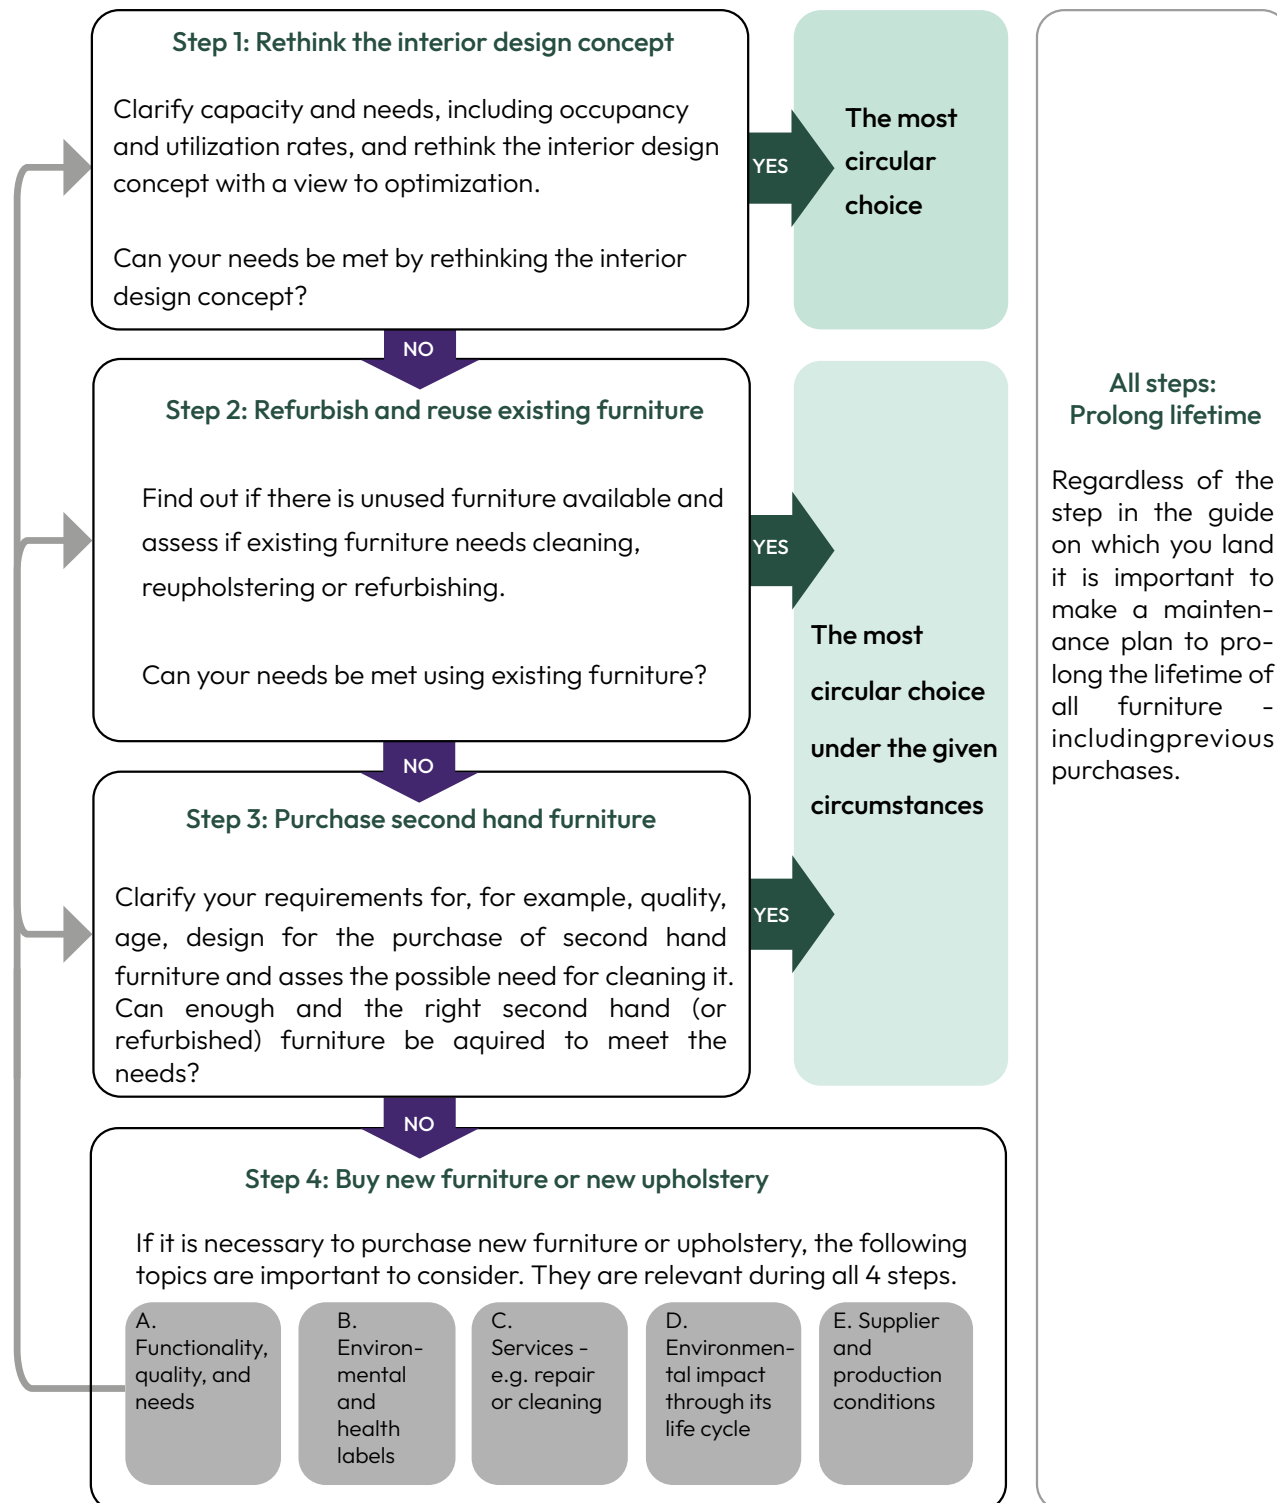 Step 1: Rethink the interior design concept
Clarify capacity and needs, including occupancy
and utilization rates, and rethink the interior design
concept with a view to optimization.
Can your needs be met by rethinking the interior
design concept?
YES
The most
circular
choice
NO
Step 2: Refurbish and reuse existing furniture
Find out if there is unused furniture available and
assess if existing furniture needs cleaning,
reupholstering or refurbishing.
Can your needs be met using existing furniture?
YES
The most
circular choice
under the given
circumstances
NO
Step 3: Purchase second hand furniture
Clarify your requirements for, for example, quality,
age, design for the purchase of second hand
furniture and asses the possible need for cleaning it.
Can enough and the right second hand (or
refurbished) furniture be aquired to meet the
needs?
YES
NO
Step 4: Buy new furniture or new upholstery
If it is necessary to purchase new furniture or upholstery, the following
topics are important to consider. They are relevant during all 4 steps.
A.
Functionality,
quality, and
needs
B.
Environ-
mental
and
health
labels
C.
Services -
e.g. repair
or cleaning
D.
Environmen-
tal impact
through its
life cycle
E. Supplier
and
production
conditions
All steps:
Prolong lifetime
Regardless of the
step in the guide
on which you land
it is important to
make a mainten-
ance plan to pro-
long the lifetime of
all furniture -
includingprevious
purchases.